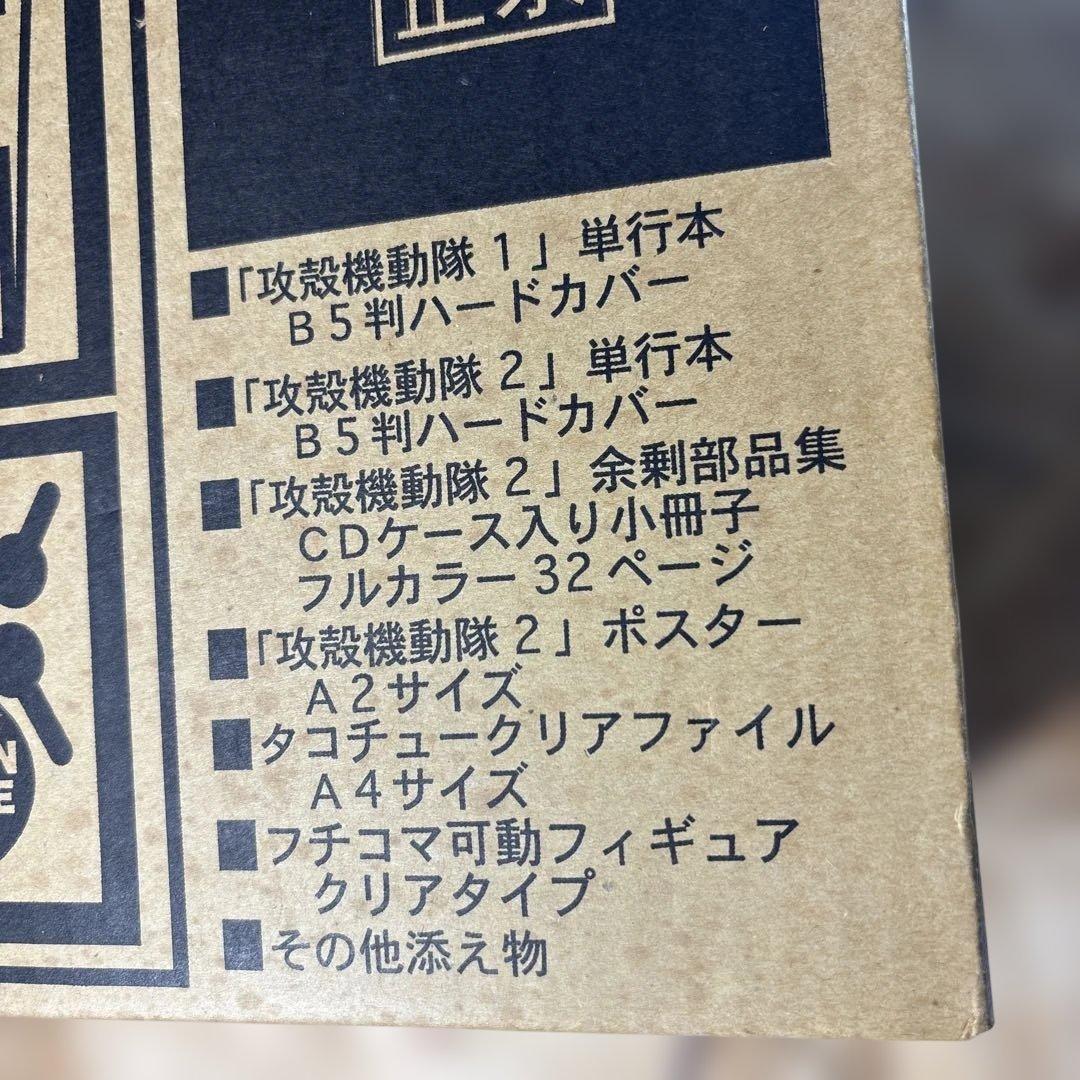 ■「攻殻機動隊1」単行本
B5判ハードカバー
■「攻殻機動隊2」単行本
B5判ハードカバー
■「攻殻機動隊2」余剰部品集
CDケース入り小冊子
フルカラー32ページ
■「攻殻機動隊2」ポスター
A2サイズ
■タコチュークリアファイル
A4サイズ
■フチコマ可動フィギュア
クリアタイプ
■その他添え物